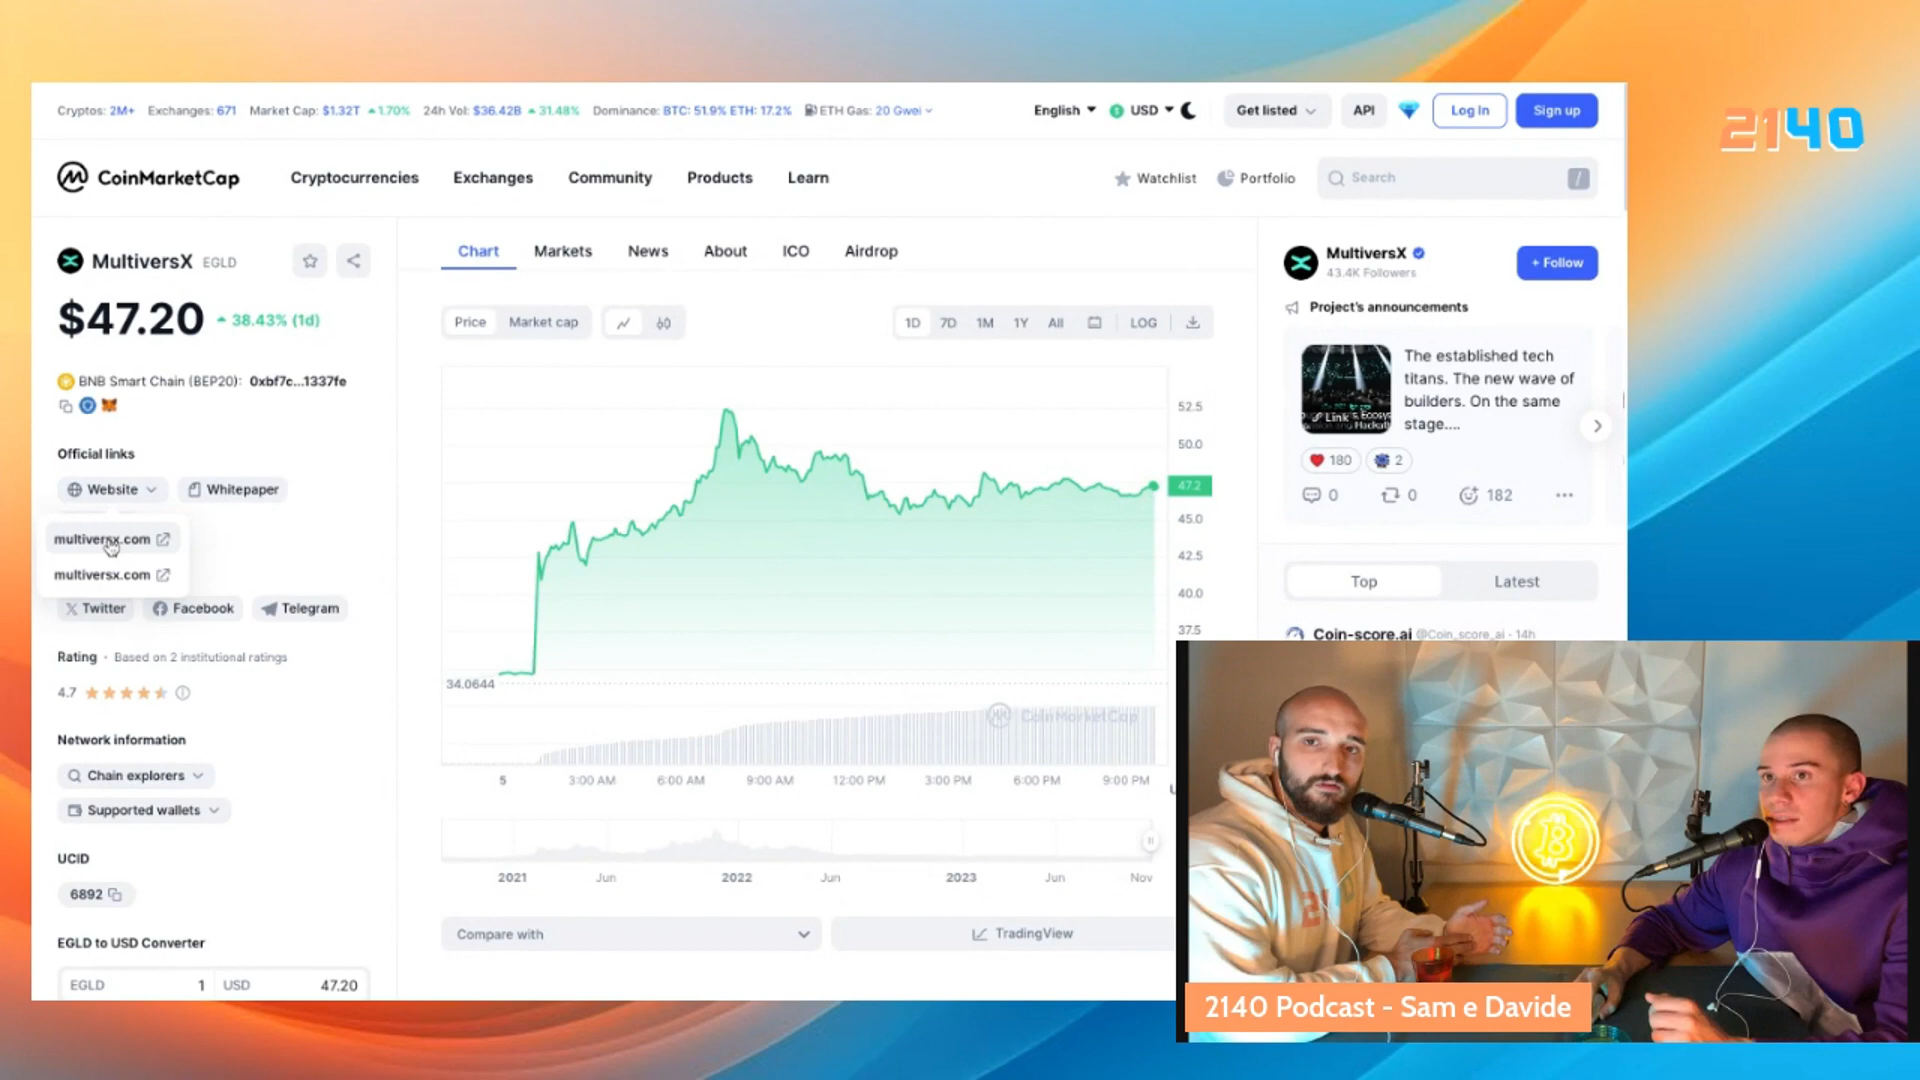 Cryptos: 2M+ Exchanges: 671 Market Cap: $1.32T 1.70% 24h Vol: $36.42B 31.48% Dominance: BTC: 51.9% ETH: 17.2% ETH Gas: 20 Gwei
English USD Get listed API Log In Sign up
2140
CoinMarketCap Cryptocurrencies Exchanges Community Products Learn Watchlist Portfolio Search /
MultiversX EGLD
$47.20 38.43% (1d)
BNB Smart Chain (BEP20): 0xbf7c...1337fe
Official links
Website Whitepaper
multiversx.com
multiversx.com
Twitter Facebook Telegram
Rating · Based on 2 institutional ratings
4.7
Network information
Chain explorers
Supported wallets
UCID
6892
EGLD to USD Converter
EGLD 1 USD 47.20
Chart Markets News About ICO Airdrop
Price Market cap 1D 7D 1M 1Y All LOG
52.5
50.0
47.2
45.0
42.5
40.0
37.5
34.0644
CoinMarketCap
5 3:00 AM 6:00 AM 9:00 AM 12:00 PM 3:00 PM 6:00 PM 9:00 PM
2021 Jun 2022 Jun 2023 Jun Nov
Compare with TradingView
MultiversX + Follow
43.4K Followers
Project's announcements
The established tech
titans. The new wave of
builders. On the same
stage....
180 2
0 0 182 ...
Top Latest
Coin-score.ai @Coin_score_ai · 14h
2140 Podcast - Sam e Davide